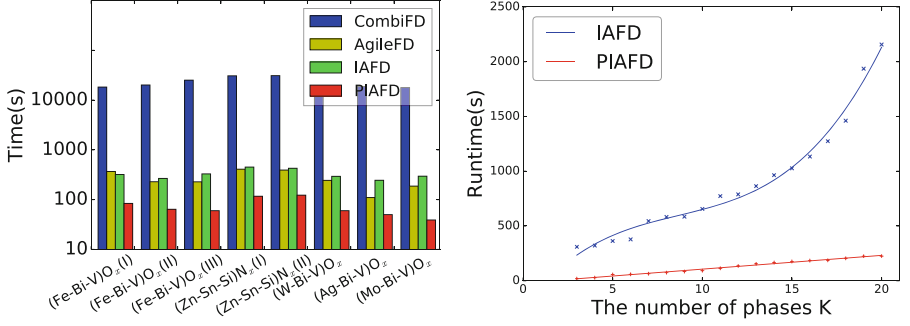 CombiFD
AgileFD
IAFD
PIAFD
Time(s)
10000
1000
100
10
(Fe-Bi-V)Oₓ(I)
(Fe-Bi-V)Oₓ(II)
(Fe-Bi-V)Oₓ(III)
(Zn-Sn-Si)Nₓ(I)
(Zn-Sn-Si)Nₓ(II)
(W-Bi-V)Oₓ
(Ag-Bi-V)Oₓ
(Mo-Bi-V)Oₓ
IAFD
PIAFD
Runtime(s)
2500
2000
1500
1000
500
0
0 5 10 15 20
The number of phases K